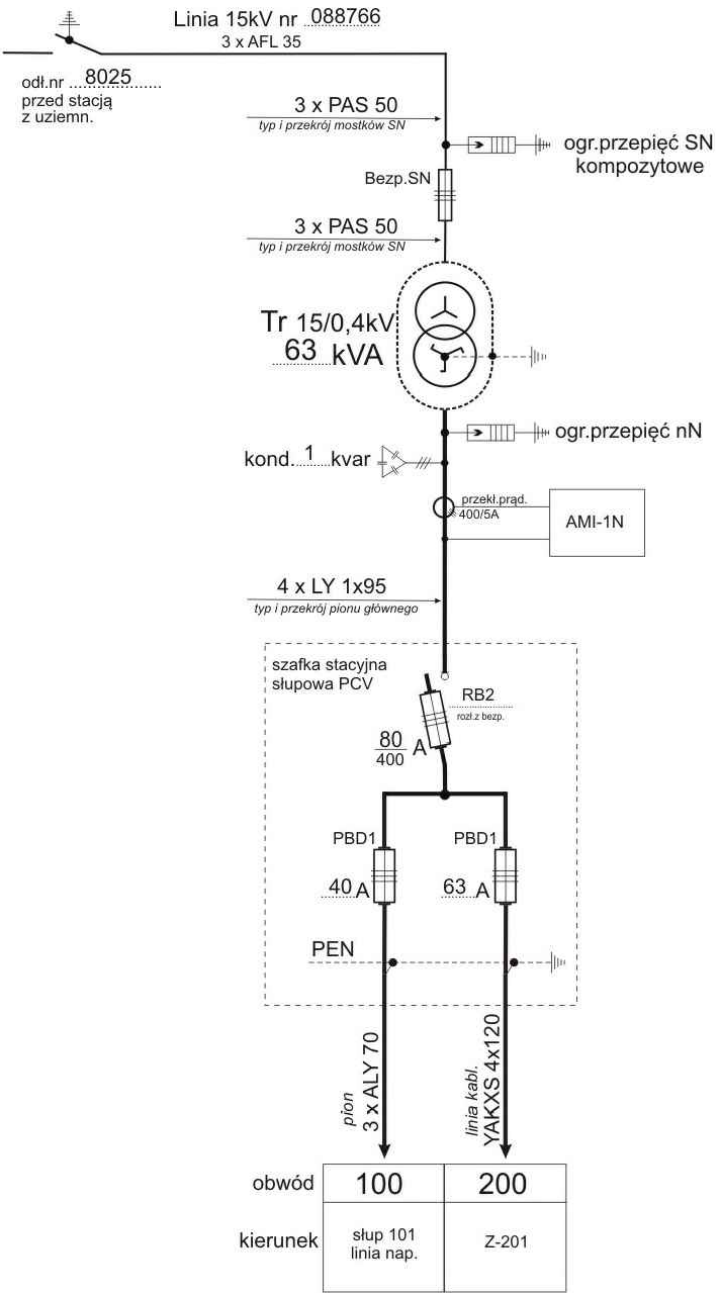 Linia 15kV nr 088766
3 x AFL 35
odł.nr 8025
przed stacją
z uziemn.
3 x PAS 50
typ i przekrój mostków SN
ogr.przepięć SN
kompozytowe
Bezp.SN
3 x PAS 50
typ i przekrój mostków SN
Tr 15/0,4kV
63 kVA
ogr.przepięć nN
kond. 1 kvar
przekł.prąd.
400/5A
AMI-1N
4 x LY 1x95
typ i przekrój pionu głównego
szafka stacyjna
słupowa PCV
RB2
rozł.z bezp.
80
400 A
PBD1
PBD1
40 A
63 A
PEN
pion
3 x ALY 70
linia kabl.
YAKXS 4x120
obwód 100 200
kierunek
słup 101
linia nap.
Z-201